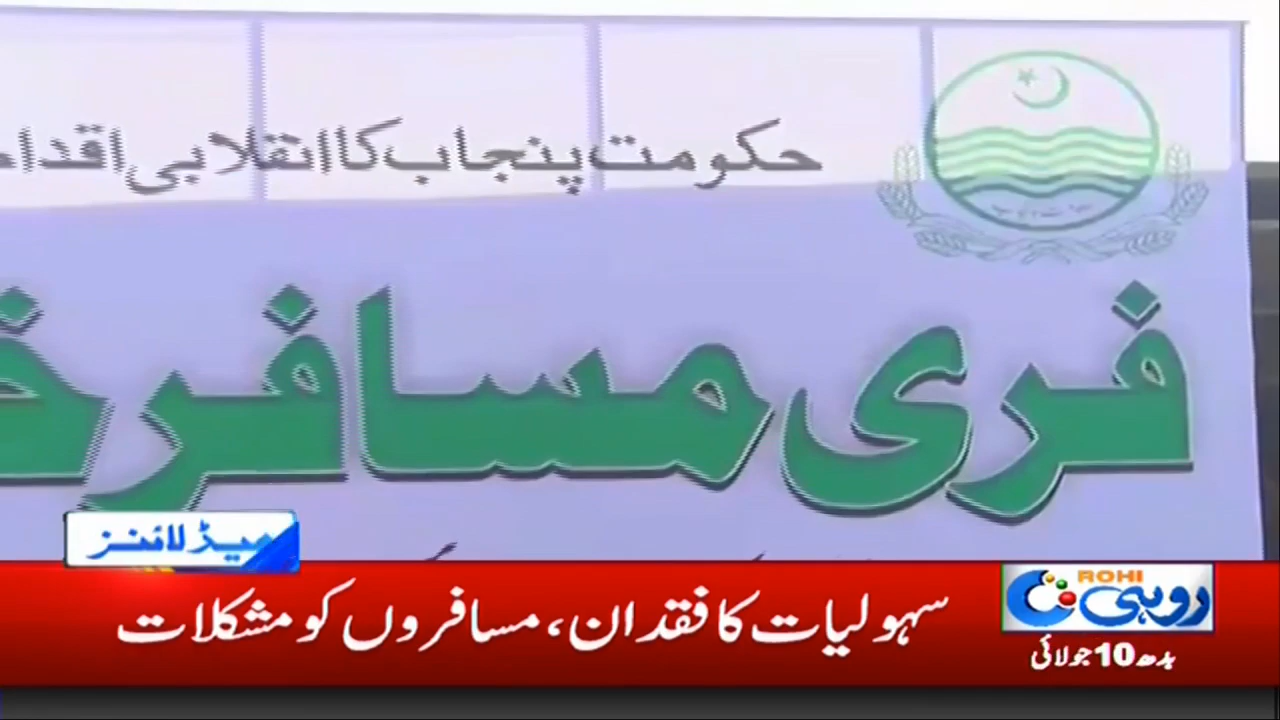 حکومت پنجاب کا انقلابی اقدام
فری مسافر خ
ہیڈ لائنز
سہولیات کا فقدان، مسافروں کو مشکلات
ROHI
روہی
بدھ 10 جولائی